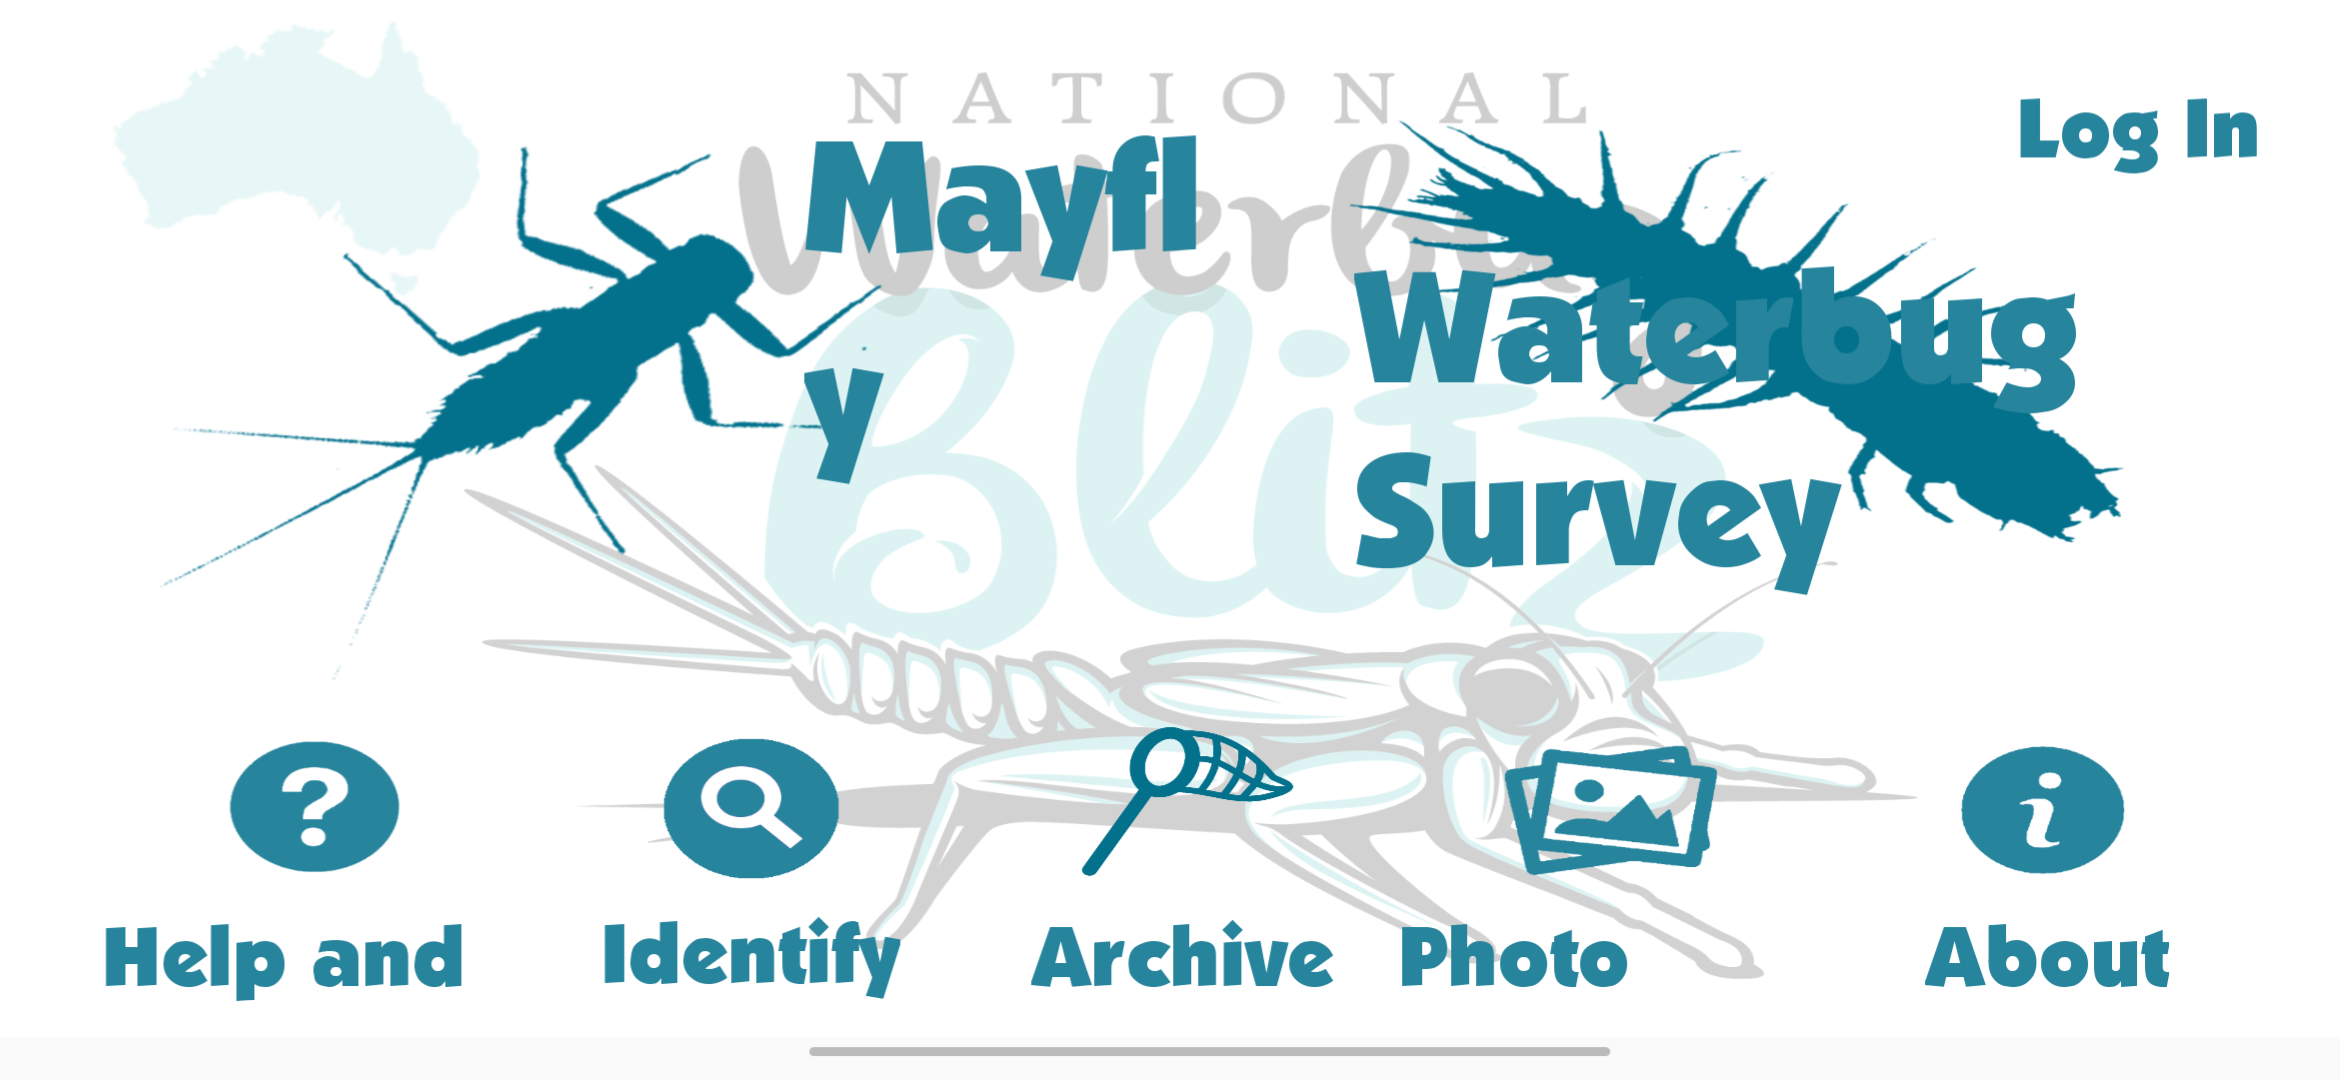 NATIONAL
Log In
Mayfl
y
Waterbug
Blitz
Waterbug
Survey
Help and
Identify
Archive
Photo
About